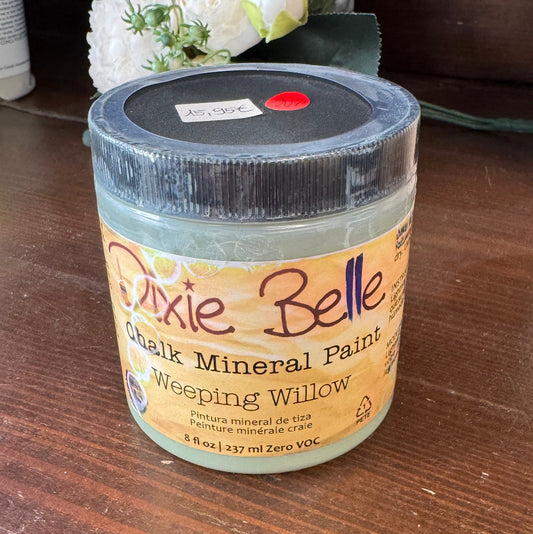 15,95€
Dixie Belle
Chalk Mineral Paint
Weeping Willow
Pintura mineral de tiza
Peinture minérale craie
8 fl oz | 237 ml Zero VOC
PETE